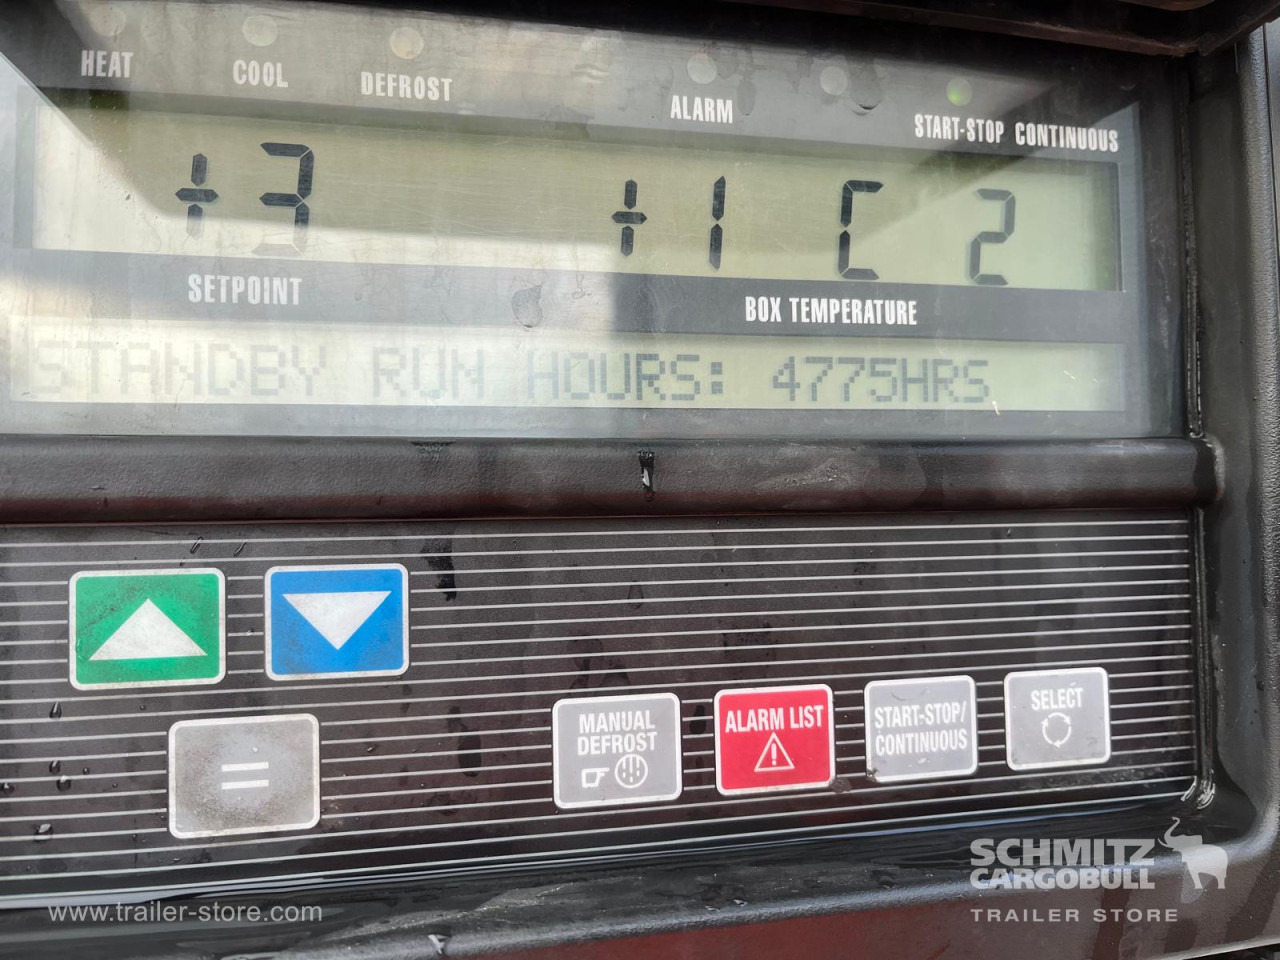 HEAT COOL DEFROST ALARM START-STOP CONTINUOUS
+3 +1 C 2
SETPOINT BOX TEMPERATURE
STANDBY RUN HOURS: 4775HRS
MANUAL DEFROST
ALARM LIST
START-STOP/
CONTINUOUS
SELECT
=
SCHMITZ
CARGOBULL
TRAILER STORE
www.trailer-store.com